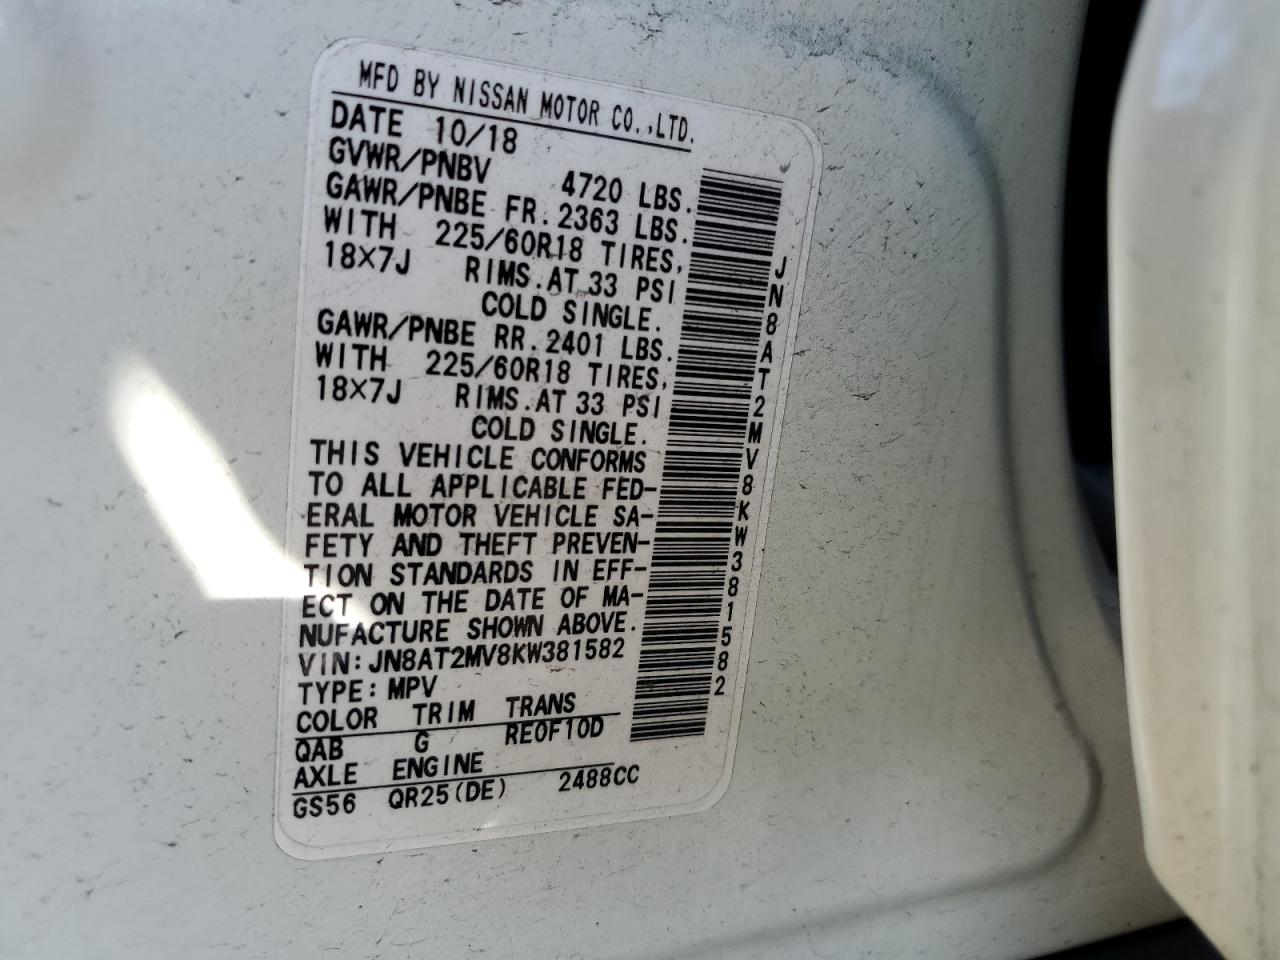 MFD BY NISSAN MOTOR CO.,LTD.
DATE 10/18
GVWR/PNBV 4720 LBS.
GAWR/PNBE FR. 2363 LBS.
WITH 225/60R18 TIRES,
18X7J RIMS.AT 33 PSI
COLD SINGLE.
GAWR/PNBE RR. 2401 LBS.
WITH 225/60R18 TIRES,
18X7J RIMS.AT 33 PSI
COLD SINGLE.
THIS VEHICLE CONFORMS
TO ALL APPLICABLE FED-
ERAL MOTOR VEHICLE SA-
FETY AND THEFT PREVEN-
TION STANDARDS IN EFF-
ECT ON THE DATE OF MA-
NUFACTURE SHOWN ABOVE.
VIN:JN8AT2MV8KW381582
TYPE:MPV
COLOR TRIM TRANS
QAB G RE0F10D
AXLE ENGINE
GS56 QR25(DE) 2488CC
JN8AT2MV8KW381582